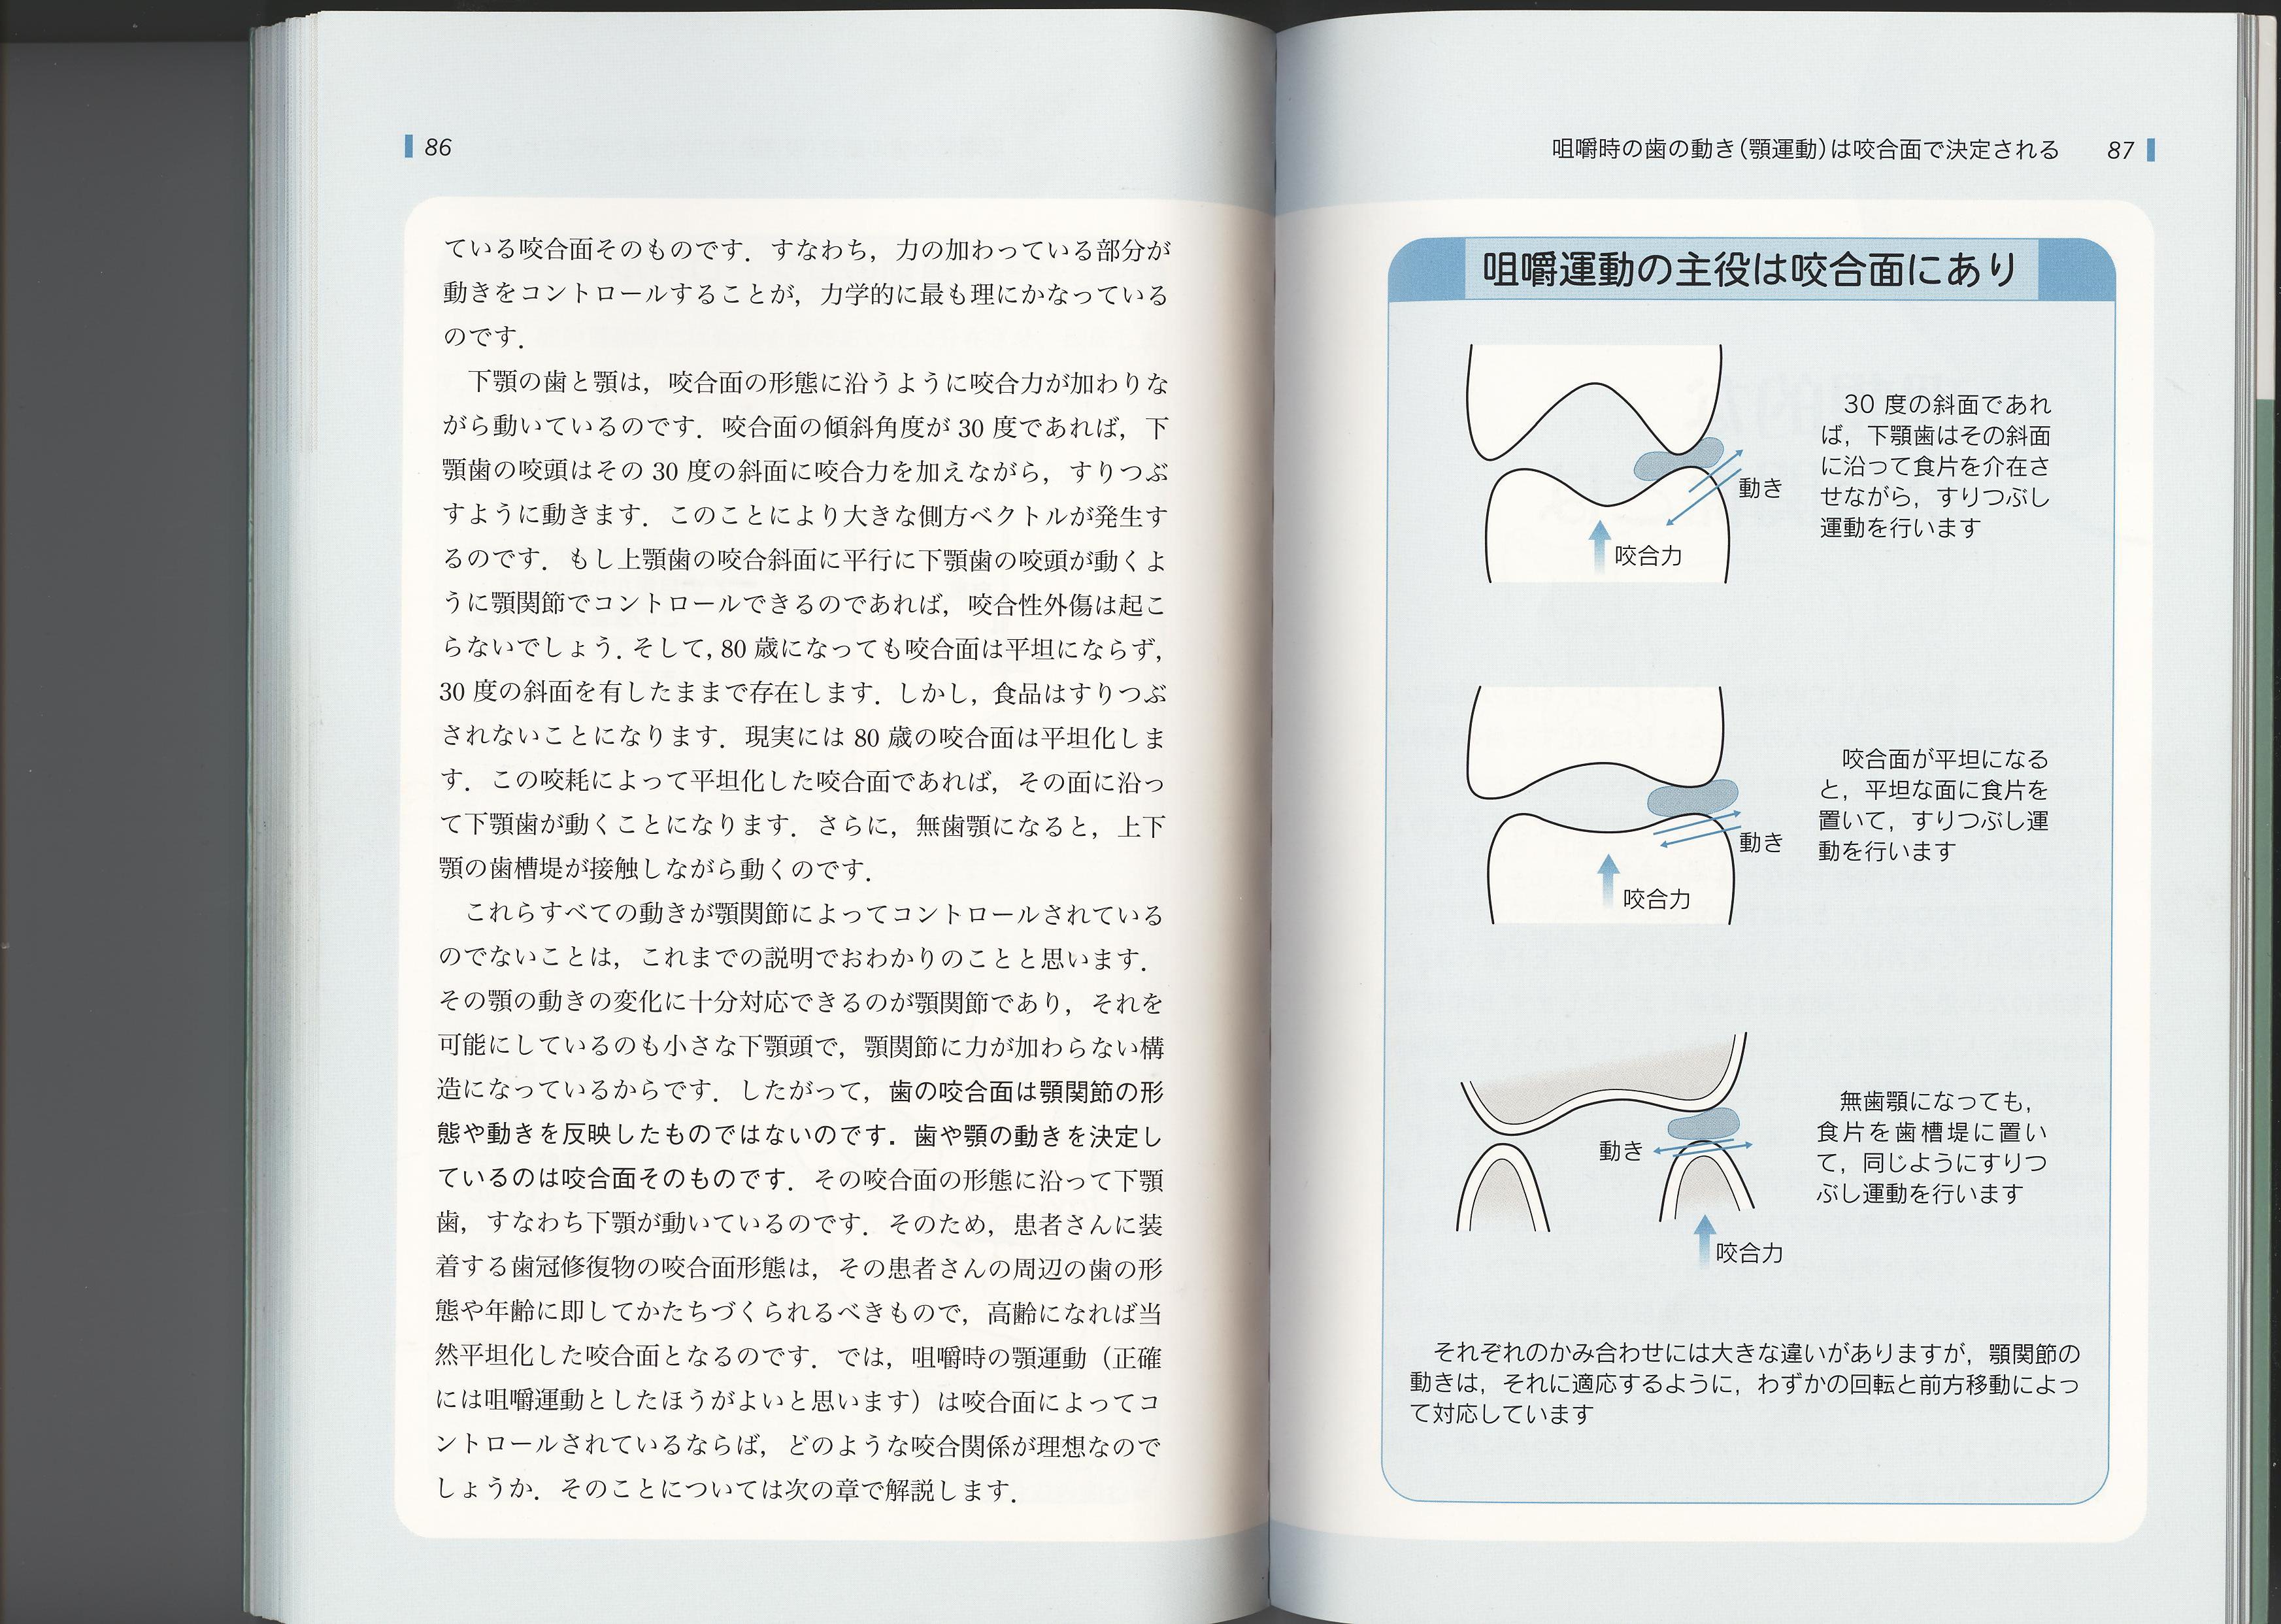 86
ている咬合面そのものです．すなわち，力の加わっている部分が
動きをコントロールすることが，力学的に最も理にかなっている
のです．
下顎の歯と顎は，咬合面の形態に沿うように咬合力が加わりな
がら動いているのです．咬合面の傾斜角度が 30 度であれば，下
顎歯の咬頭はその 30 度の斜面に咬合力を加えながら，すりつぶ
すように動きます．このことにより大きな側方ベクトルが発生す
るのです．もし上顎歯の咬合斜面に平行に下顎歯の咬頭が動くよ
うに顎関節でコントロールできるのであれば，咬合性外傷は起こ
らないでしょう．そして，80 歳になっても咬合面は平坦にならず，
30 度の斜面を有したままで存在します．しかし，食品はすりつぶ
されないことになります．現実には 80 歳の咬合面は平坦化しま
す．この咬耗によって平坦化した咬合面であれば，その面に沿っ
て下顎歯が動くことになります．さらに，無歯顎になると，上下
顎の歯槽堤が接触しながら動くのです．
これらすべての動きが顎関節によってコントロールされている
のでないことは，これまでの説明でおわかりのことと思います．
その顎の動きの変化に十分対応できるのが顎関節であり，それを
可能にしているのも小さな下顎頭で，顎関節に力が加わらない構
造になっているからです．したがって，歯の咬合面は顎関節の形
態や動きを反映したものではないのです．歯や顎の動きを決定し
ているのは咬合面そのものです．その咬合面の形態に沿って下顎
歯，すなわち下顎が動いているのです．そのため，患者さんに装
着する歯冠修復物の咬合面形態は，その患者さんの周辺の歯の形
態や年齢に即してかたちづくられるべきもので，高齢になれば当
然平坦化した咬合面となるのです．では，咀嚼時の顎運動（正確
には咀嚼運動としたほうがよいと思います）は咬合面によってコ
ントロールされているならば，どのような咬合関係が理想なので
しょうか．そのことについては次の章で解説します．
咀嚼時の歯の動き（顎運動）は咬合面で決定される 87
咀嚼運動の主役は咬合面にあり
30 度の斜面であれ
ば，下顎歯はその斜面
に沿って食片を介在さ
せながら，すりつぶし
運動を行います
動き
咬合力
咬合面が平坦になる
と，平坦な面に食片を
置いて，すりつぶし運
動を行います
動き
咬合力
無歯顎になっても，
食片を歯槽堤に置い
て，同じようにすりつ
ぶし運動を行います
動き
咬合力
それぞれのかみ合わせには大きな違いがありますが，顎関節の
動きは，それに適応するように，わずかの回転と前方移動によっ
て対応しています